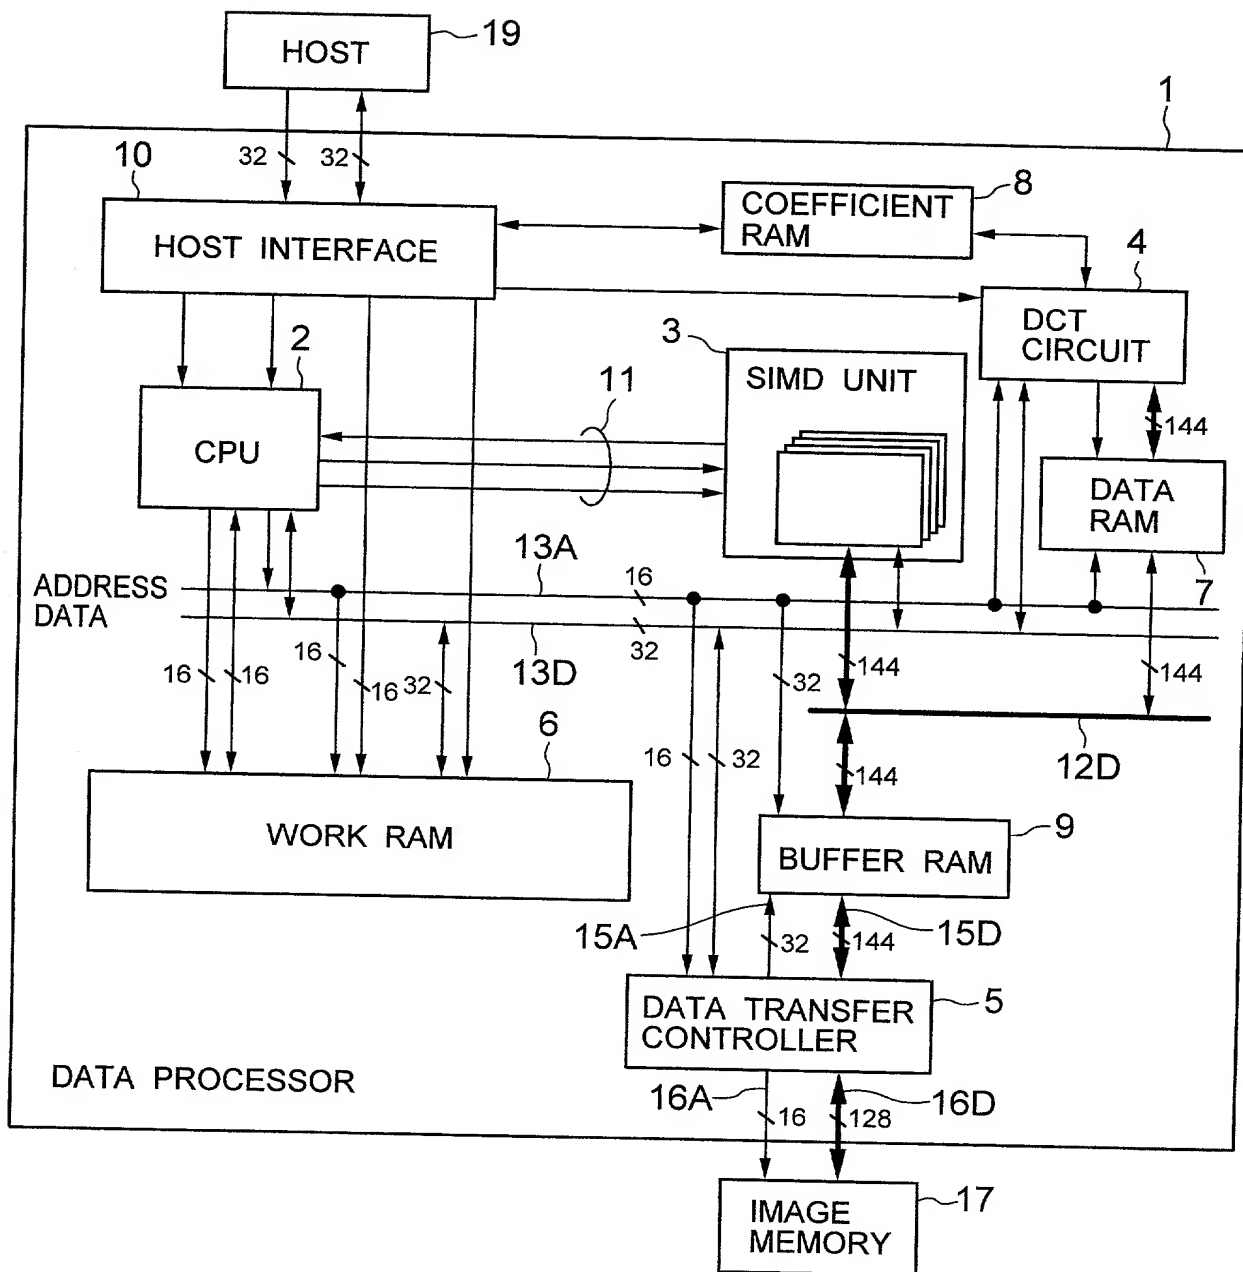 HOST
19
1
32
32
10
HOST INTERFACE
COEFFICIENT
RAM
8
4
DCT
CIRCUIT
2
CPU
11
3
SIMD UNIT
144
DATA
RAM
7
ADDRESS
DATA
13A
16
32
13D
16
16
16
16
32
144
144
32
16
32
12D
6
WORK RAM
144
BUFFER RAM
9
15A
32
144
15D
DATA TRANSFER
CONTROLLER
5
DATA PROCESSOR
16A
16
128
16D
IMAGE
MEMORY
17